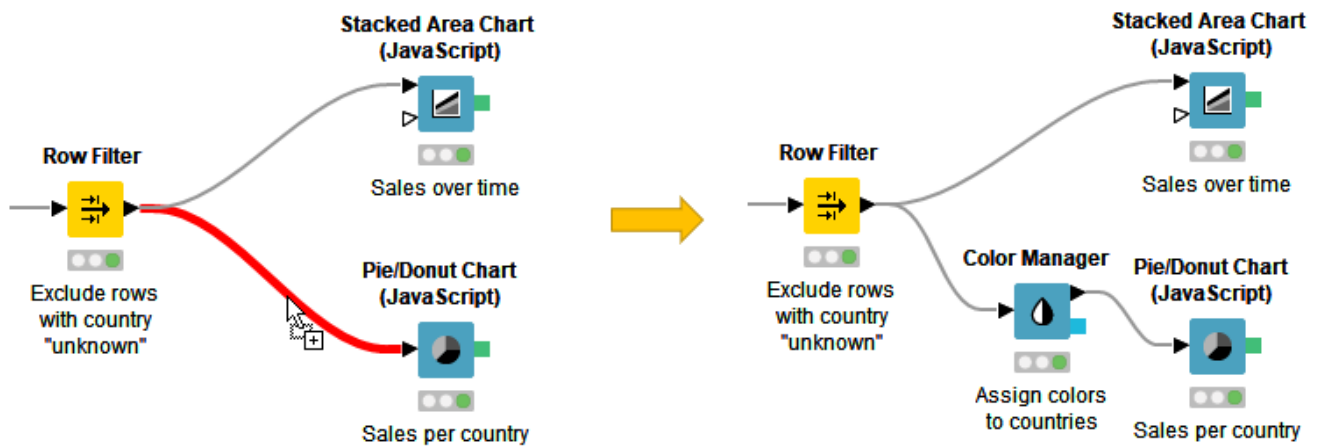 Stacked Area Chart
(JavaScript)
Sales over time
Row Filter
Exclude rows
with country
"unknown"
Pie/Donut Chart
(JavaScript)
Sales per country
Stacked Area Chart
(JavaScript)
Sales over time
Row Filter
Exclude rows
with country
"unknown"
Color Manager
Assign colors
to countries
Pie/Donut Chart
(JavaScript)
Sales per country